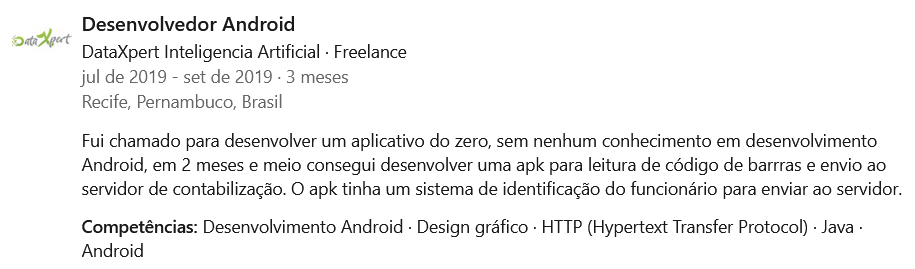 Desenvolvedor Android
DataXpert
DataXpert Inteligencia Artificial · Freelance
jul de 2019 - set de 2019 · 3 meses
Recife, Pernambuco, Brasil
Fui chamado para desenvolver um aplicativo do zero, sem nenhum conhecimento em desenvolvimento
Android, em 2 meses e meio consegui desenvolver uma apk para leitura de código de barrras e envio ao
servidor de contabilização. O apk tinha um sistema de identificação do funcionário para enviar ao servidor.
Competências: Desenvolvimento Android · Design gráfico · HTTP (Hypertext Transfer Protocol) · Java ·
Android